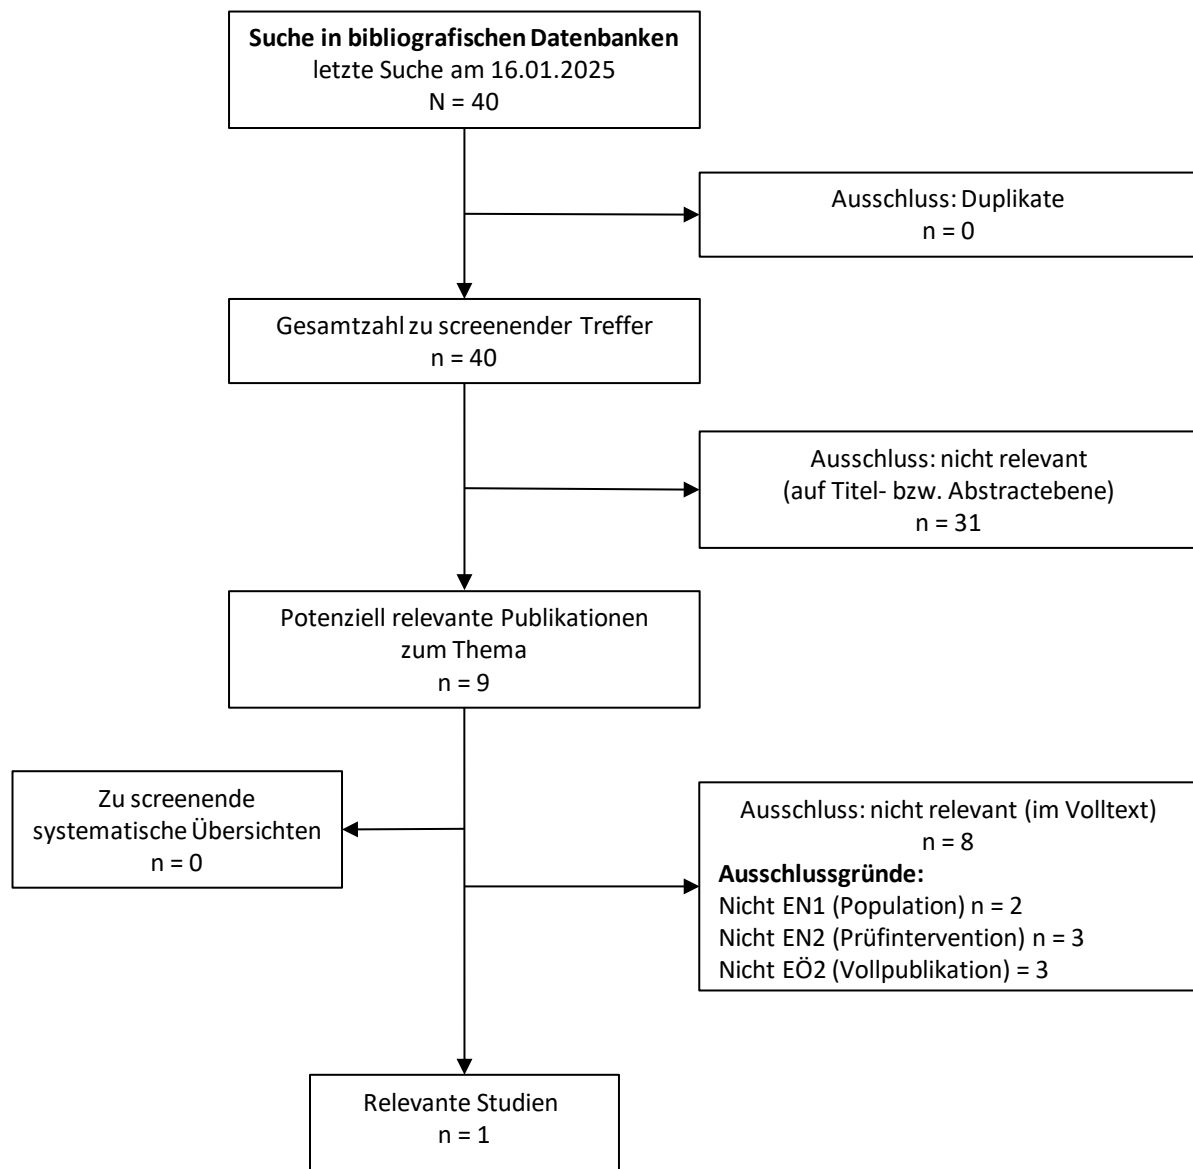 Suche in bibliografischen Datenbanken
letzte Suche am 16.01.2025
N = 40
Ausschluss: Duplikate
n = 0
Gesamtzahl zu screenender Treffer
n = 40
Ausschluss: nicht relevant
(auf Titel- bzw. Abstractebene)
n = 31
Potenziell relevante Publikationen
zum Thema
n = 9
Zu screenende
systematische Übersichten
n = 0
Ausschluss: nicht relevant (im Volltext)
n = 8
Ausschlussgründe:
Nicht EN1 (Population) n = 2
Nicht EN2 (Prüfintervention) n = 3
Nicht EÖ2 (Vollpublikation) = 3
Relevante Studien
n = 1